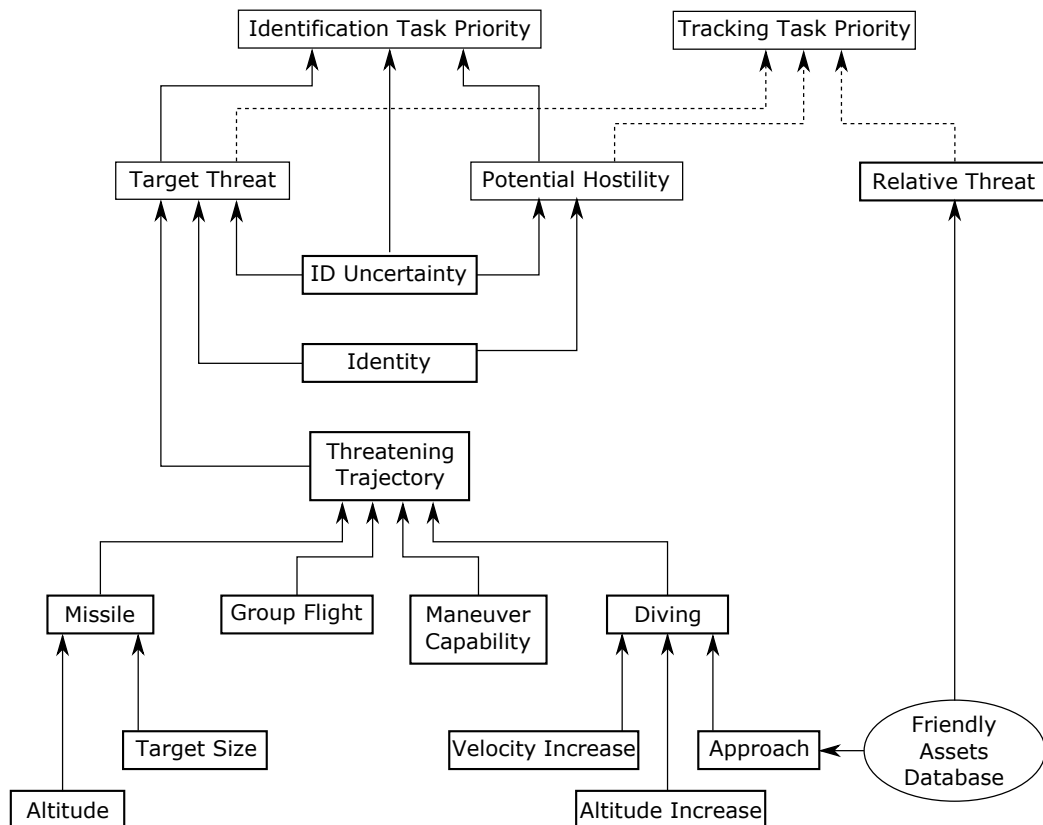 Identification Task Priority
Tracking Task Priority
Target Threat
Potential Hostility
Relative Threat
ID Uncertainty
Identity
Threatening
Trajectory
Missile
Group Flight
Maneuver
Capability
Diving
Target Size
Velocity Increase
Approach
Friendly
Assets
Database
Altitude
Altitude Increase